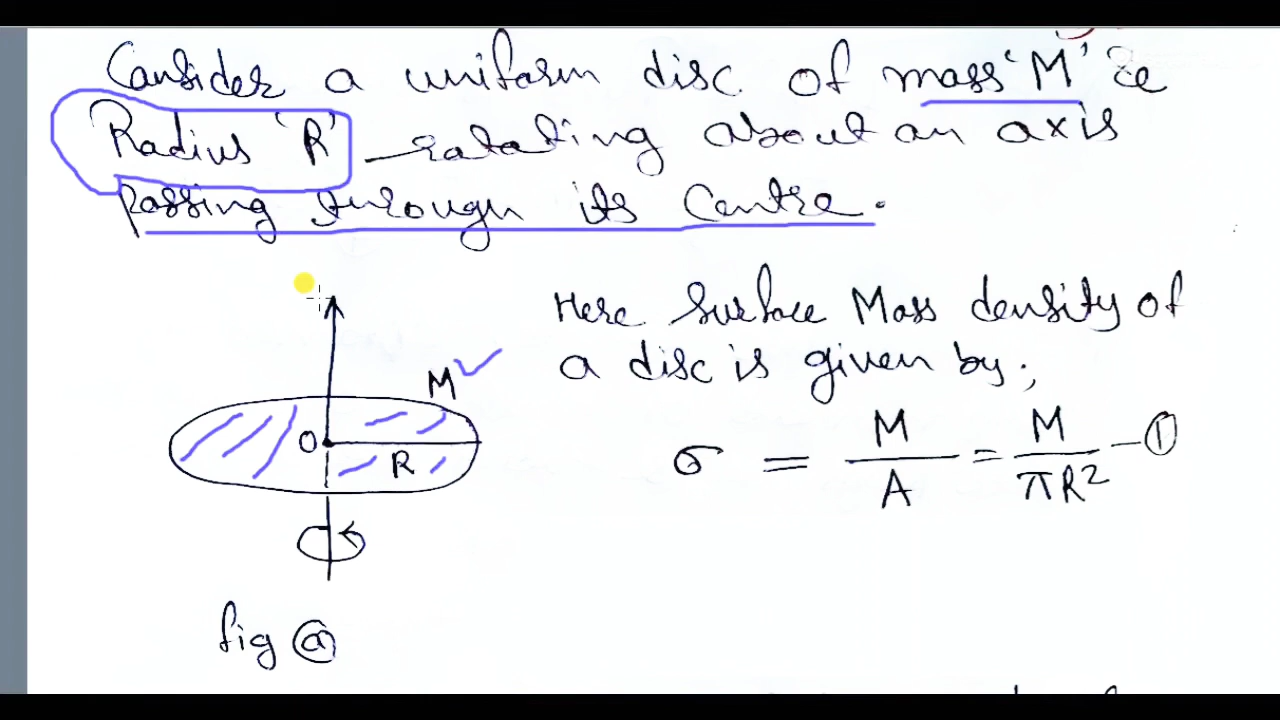 Consider a uniform disc of mass 'M' &
Radius 'R' rotating about an axis
passing through its Centre.
Here Surface Mass density of
a disc is given by;
σ = M/A = M/πR² —①
M
O
R
fig ⓐ